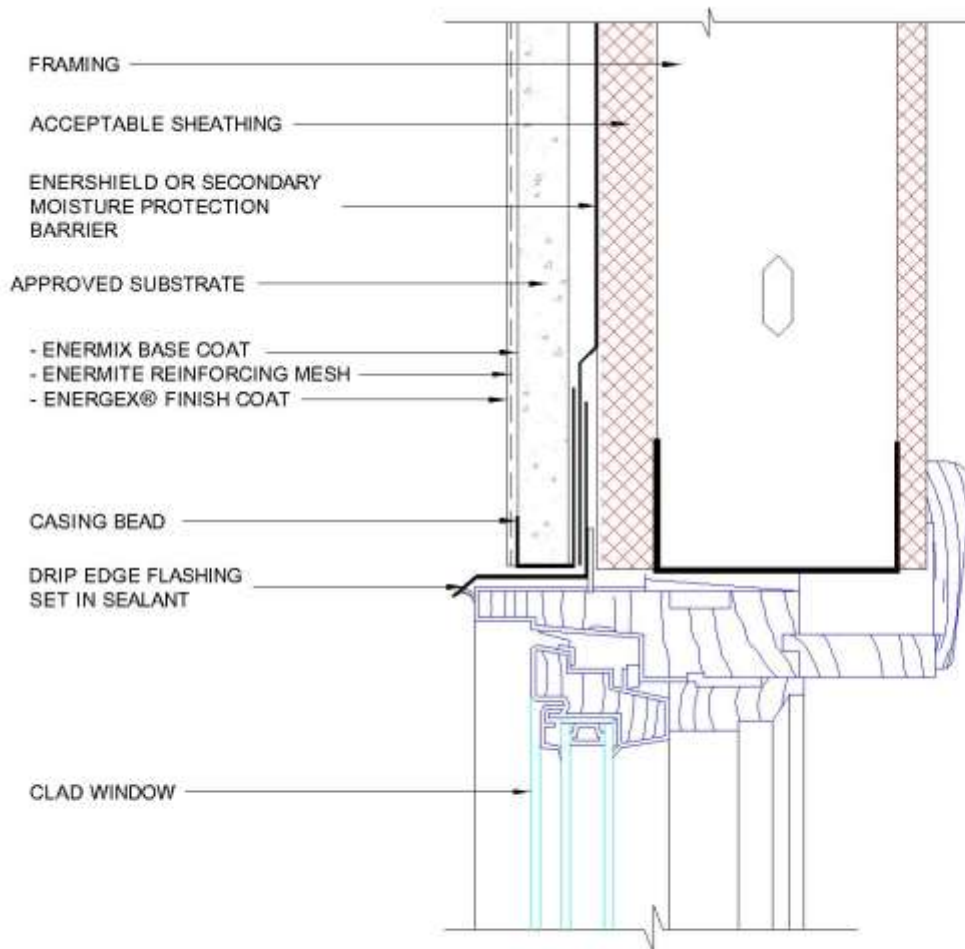 FRAMING
ACCEPTABLE SHEATHING
ENERSHIELD OR SECONDARY
MOISTURE PROTECTION
BARRIER
APPROVED SUBSTRATE
- ENERMIX BASE COAT
- ENERMITE REINFORCING MESH
- ENERGEX® FINISH COAT
CASING BEAD
DRIP EDGE FLASHING
SET IN SEALANT
CLAD WINDOW